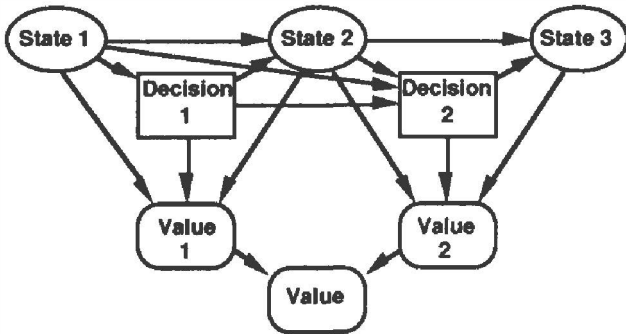 State 1
State 2
State 3
Decision
1
Decision
2
Value
1
Value
2
Value